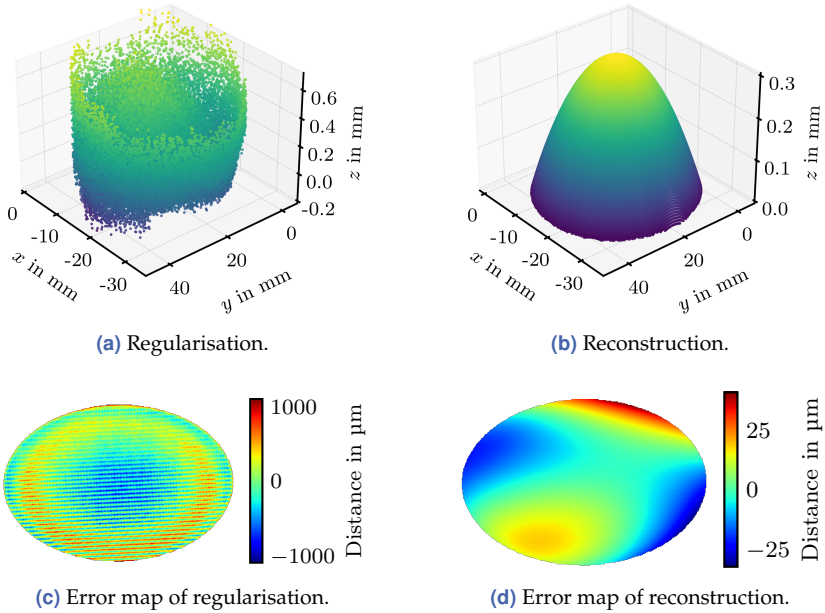 0.6
0.4
0.2
0.0
-0.2
z in mm
0
-10
-20
-30
x in mm
40
20
0
y in mm
(a) Regularisation.
0.3
0.2
0.1
0.0
z in mm
0
-10
-20
-30
x in mm
40
20
0
y in mm
(b) Reconstruction.
1000
0
−1000
Distance in µm
(c) Error map of regularisation.
25
0
−25
Distance in µm
(d) Error map of reconstruction.